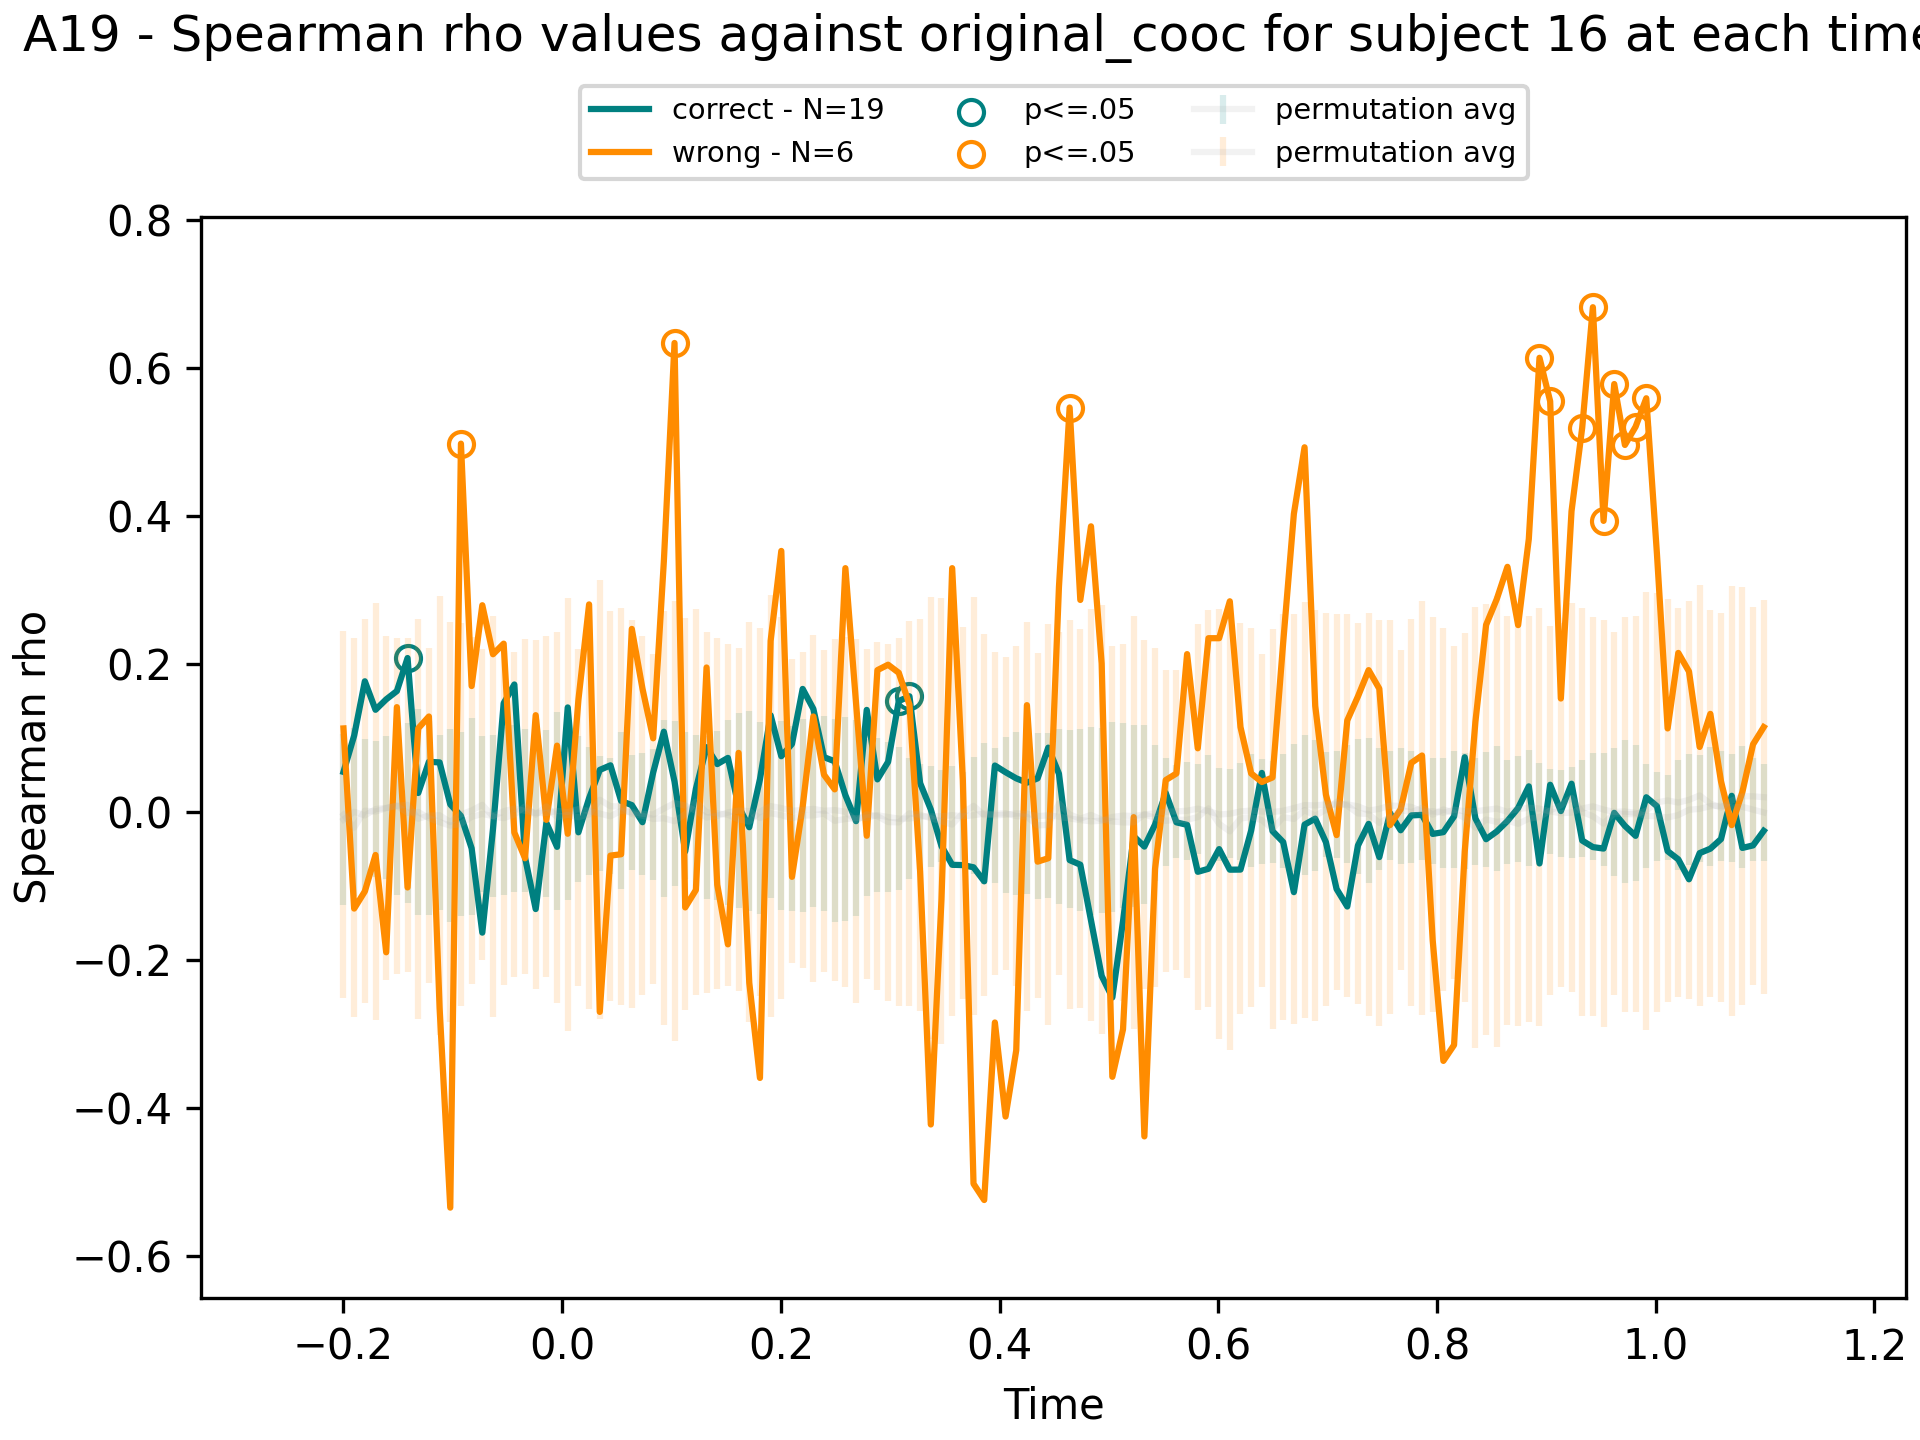 A19 - Spearman rho values against original_cooc for subject 16 at each time
correct - N=19
wrong - N=6
p<=.05
p<=.05
permutation avg
permutation avg
Spearman rho
0.8
0.6
0.4
0.2
0.0
−0.2
−0.4
−0.6
−0.2
0.0
0.2
0.4
0.6
0.8
1.0
1.2
Time